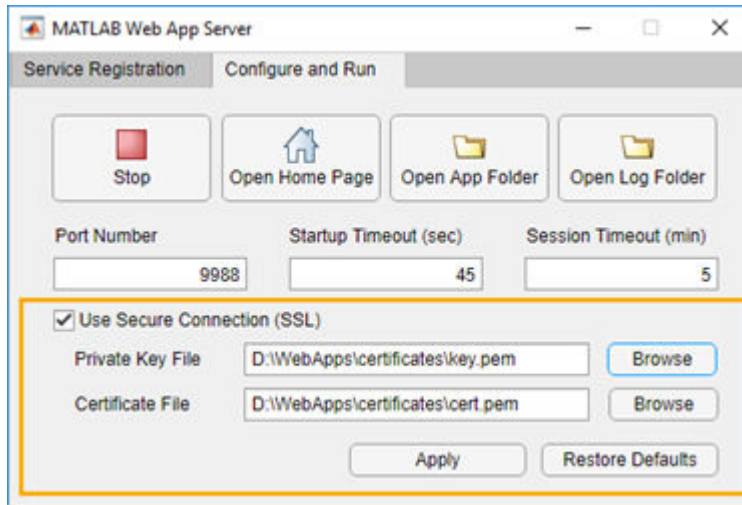 MATLAB Web App Server
Service Registration Configure and Run
Stop Open Home Page Open App Folder Open Log Folder
Port Number Startup Timeout (sec) Session Timeout (min)
9988 45 5
Use Secure Connection (SSL)
Private Key File D:\WebApps\certificates\key.pem Browse
Certificate File D:\WebApps\certificates\cert.pem Browse
Apply Restore Defaults